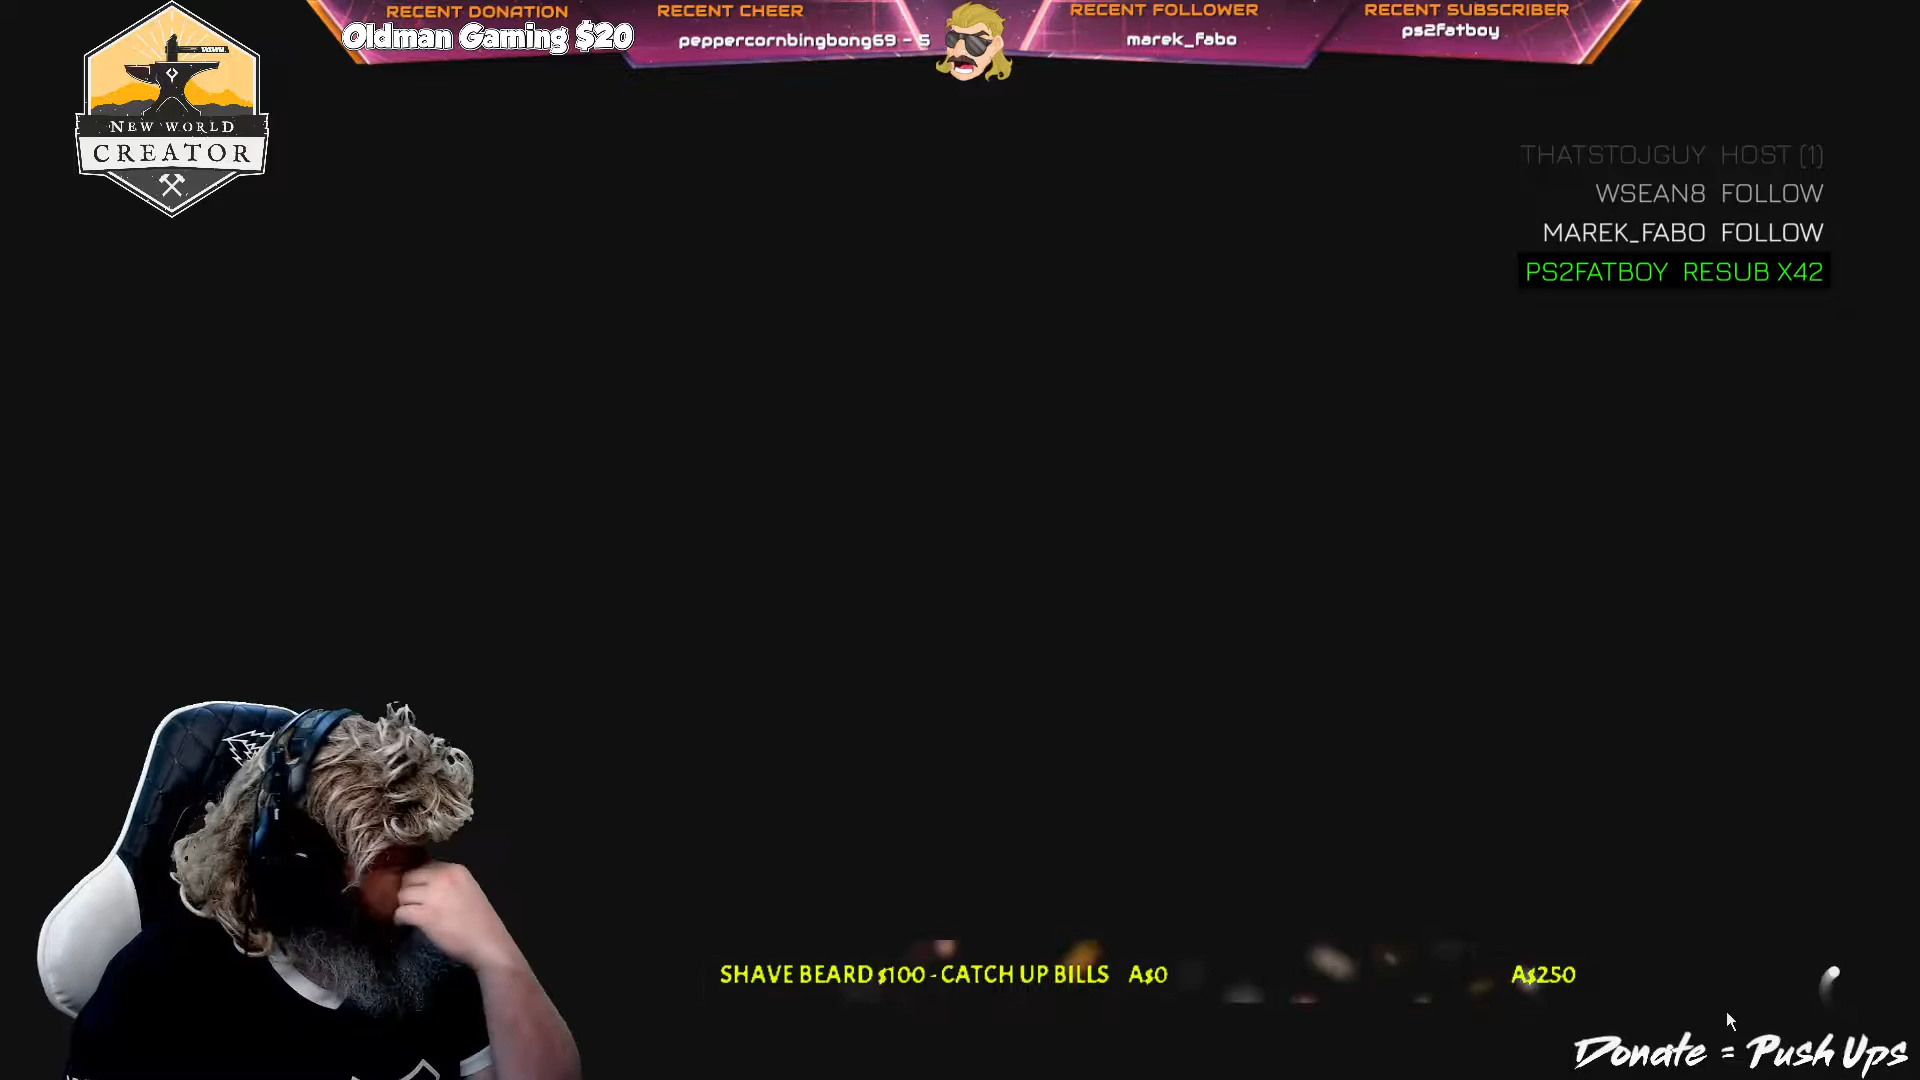 RECENT DONATION
Oldman Gaming $20
RECENT CHEER
peppercornbingbong69 - 5
RECENT FOLLOWER
marek_fabo
RECENT SUBSCRIBER
ps2fatboy
NEW WORLD
CREATOR
THATSTOJGUY HOST (1)
WSEAN8 FOLLOW
MAREK_FABO FOLLOW
PS2FATBOY RESUB X42
SHAVE BEARD $100 - CATCH UP BILLS A$0 A$250
Donate = Push Ups